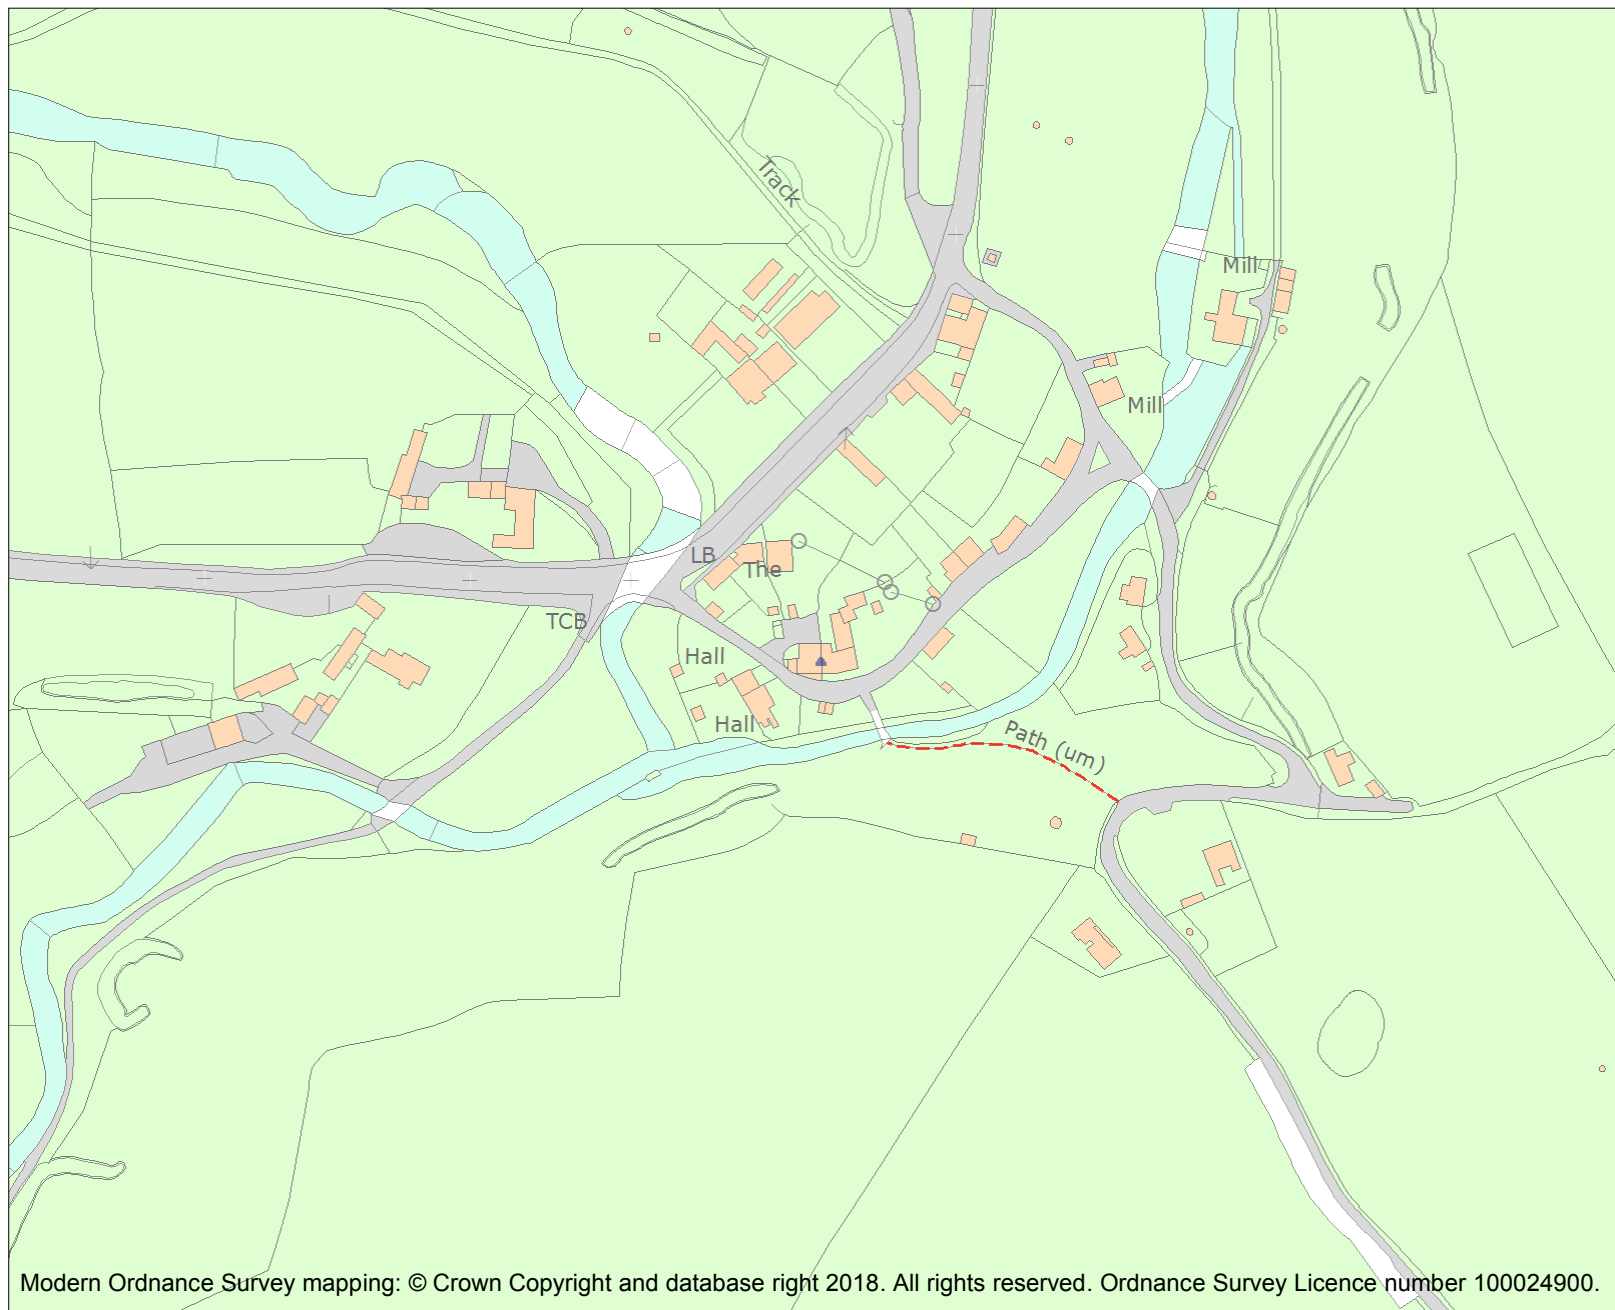 Track
Mill
Mill
LB
The
TCB
Hall
Hall
Path (um)
Modern Ordnance Survey mapping: © Crown Copyright and database right 2018. All rights reserved. Ordnance Survey Licence number 100024900.